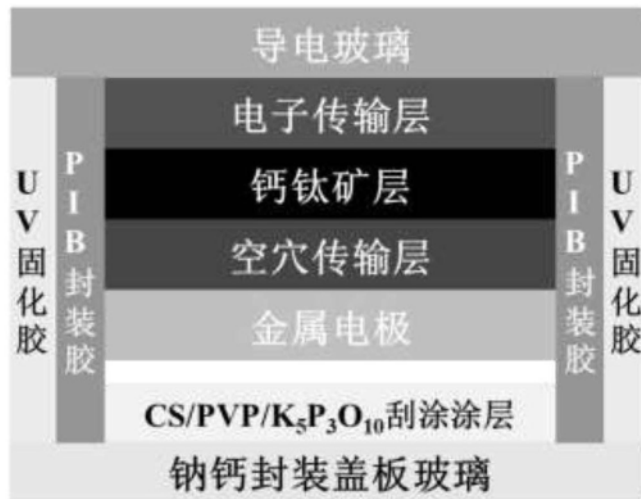 导电玻璃
电子传输层
钙钛矿层
空穴传输层
金属电极
CS/PVP/K₅P₃O₁₀刮涂涂层
钠钙封装盖板玻璃
UV固化胶
PIB封装胶
PIB封装胶
UV固化胶